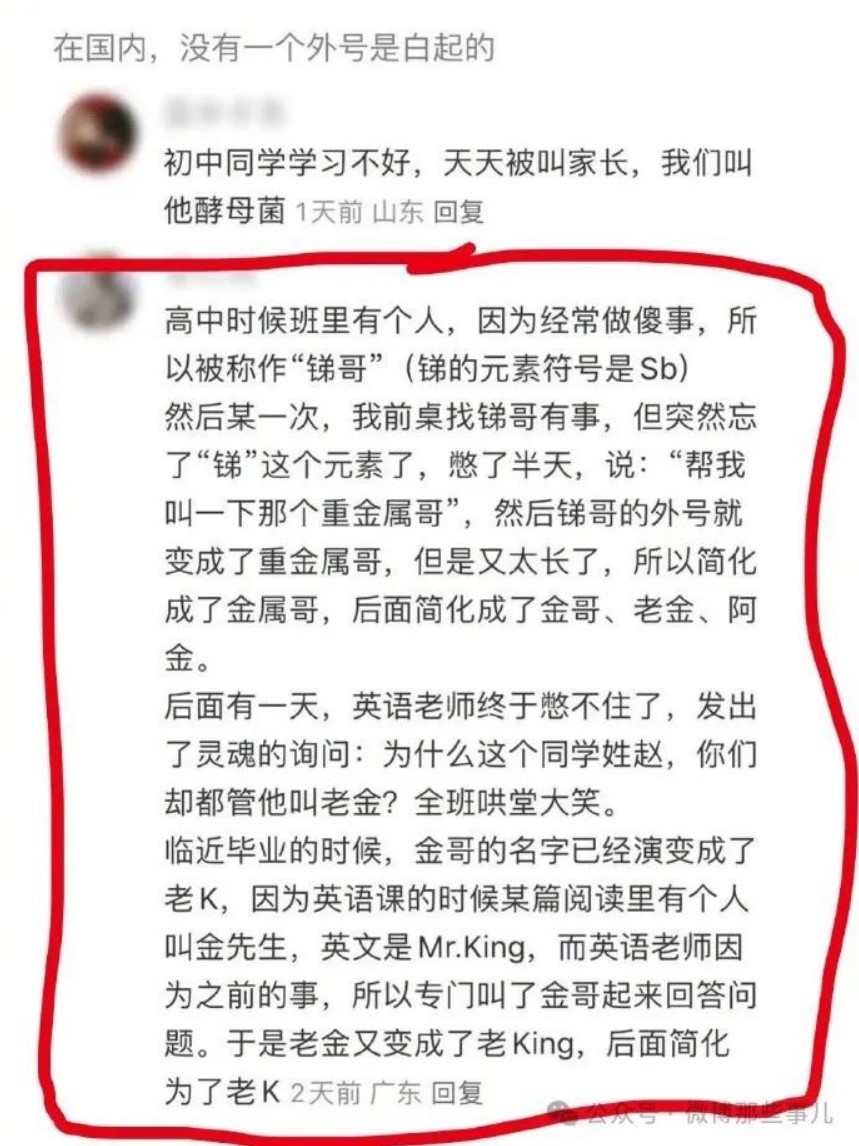 在国内，没有一个外号是白起的
初中同学学习不好，天天被叫家长，我们叫
他酵母菌 1天前 山东 回复
高中时候班里有个人，因为经常做傻事，所
以被称作“锑哥”（锑的元素符号是Sb）
然后某一次，我前桌找锑哥有事，但突然忘
了“锑”这个元素了，憋了半天，说：“帮我
叫一下那个重金属哥”，然后锑哥的外号就
变成了重金属哥，但是又太长了，所以简化
成了金属哥，后面简化成了金哥、老金、阿
金。
后面有一天，英语老师终于憋不住了，发出
了灵魂的询问：为什么这个同学姓赵，你们
却都管他叫老金？全班哄堂大笑。
临近毕业的时候，金哥的名字已经演变成了
老K，因为英语课的时候某篇阅读里有个人
叫金先生，英文是Mr.King，而英语老师因
为之前的事，所以专门叫了金哥起来回答问
题。于是老金又变成了老King，后面简化
为了老K 2天前 广东 回复
公众号·微博那些事儿